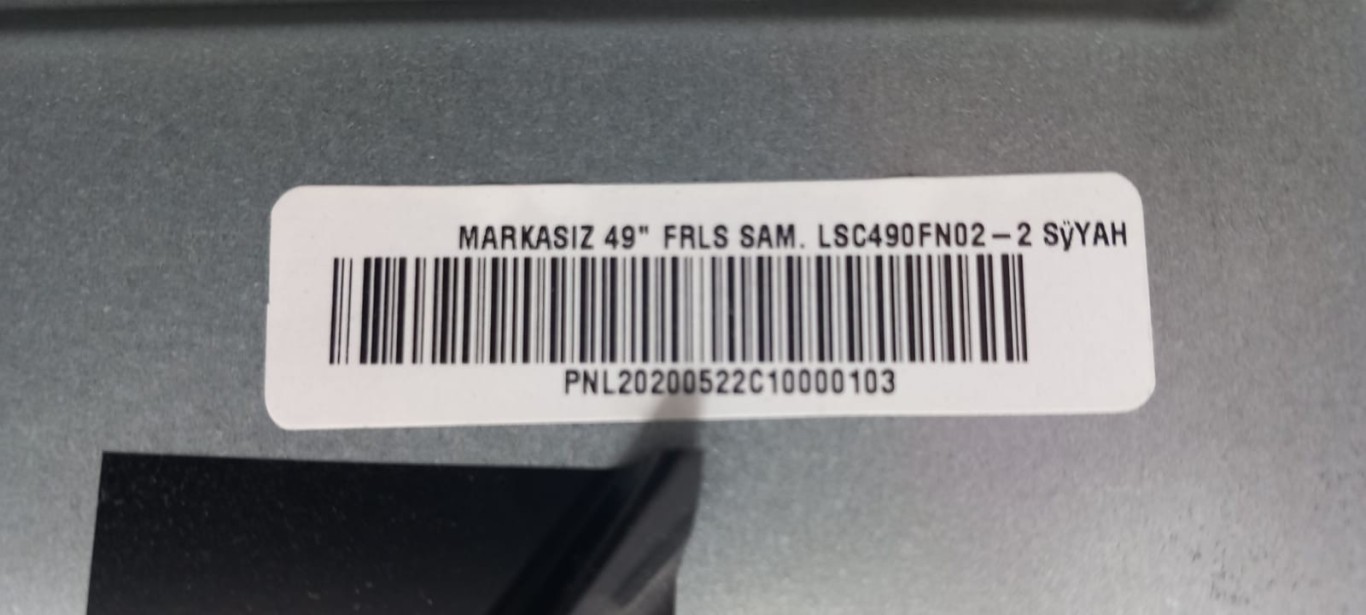 MARKASIZ 49" FRLS SAM. LSC490FN02-2 SÿYAH
PNL20200522C10000103